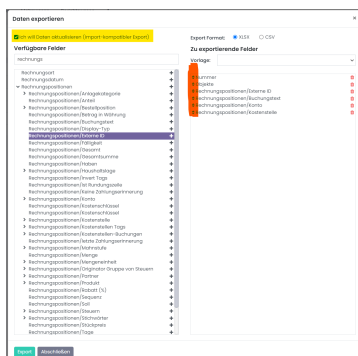 Daten exportieren
×
Ich will Daten aktualisieren (import-kompatibler Export)
Verfügbare Felder
rechnungs
Rechnungsart
Rechnungsdatum
Rechnungspositionen
Rechnungspositionen/Anlagekategorie
Rechnungspositionen/Anteil
Rechnungspositionen/Bestellposition
Rechnungspositionen/Betrag in Währung
Rechnungspositionen/Buchungstext
Rechnungspositionen/Display-Typ
Rechnungspositionen/Externe ID
Rechnungspositionen/Fälligkeit
Rechnungspositionen/Gesamt
Rechnungspositionen/Gesamtsumme
Rechnungspositionen/Haben
Rechnungspositionen/Haushaltslage
Rechnungspositionen/Invert Tags
Rechnungspositionen/ist Rundungszeile
Rechnungspositionen/Keine Zahlungserinnerung
Rechnungspositionen/Konto
Rechnungspositionen/Kostenschlüssel
Rechnungspositionen/Kostenschlüssel
Rechnungspositionen/Kostenstelle
Rechnungspositionen/Kostenstellen Tags
Rechnungspositionen/Kostenstellen-Buchungen
Rechnungspositionen/letzte Zahlungserinnerung
Rechnungspositionen/Mahnstufe
Rechnungspositionen/Menge
Rechnungspositionen/Mengeneinheit
Rechnungspositionen/Originator Gruppe von Steuern
Rechnungspositionen/Partner
Rechnungspositionen/Produkt
Rechnungspositionen/Rabatt (%)
Rechnungspositionen/Sequenz
Rechnungspositionen/Soll
Rechnungspositionen/Steuern
Rechnungspositionen/Stichwörter
Rechnungspositionen/Stückpreis
Rechnungspositionen/Tage
Export Format:
XLSX
CSV
Zu exportierende Felder
Vorlage:
Nummer
Objekte
Rechnungspositionen/Externe ID
Rechnungspositionen/Buchungstext
Rechnungspositionen/Konto
Rechnungspositionen/Kostenstelle
Export
Abschließen